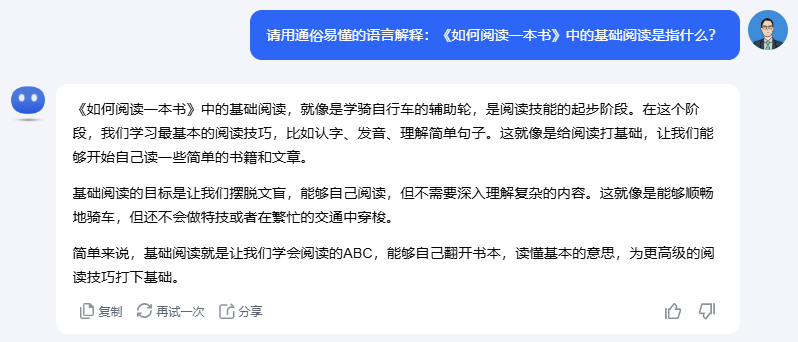 请用通俗易懂的语言解释：《如何阅读一本书》中的基础阅读是指什么？
《如何阅读一本书》中的基础阅读，就像是学骑自行车的辅助轮，是阅读技能的起步阶段。在这个阶
段，我们学习最基本的阅读技巧，比如认字、发音、理解简单句子。这就像是给阅读打基础，让我们能
够开始自己读一些简单的书籍和文章。
基础阅读的目标是让我们摆脱文盲，能够自己阅读，但不需要深入理解复杂的内容。这就像是能够顺畅
地骑车，但还不会做特技或者在繁忙的交通中穿梭。
简单来说，基础阅读就是让我们学会阅读的ABC，能够自己翻开书本，读懂基本的意思，为更高级的阅
读技巧打下基础。
复制 再试一次 分享